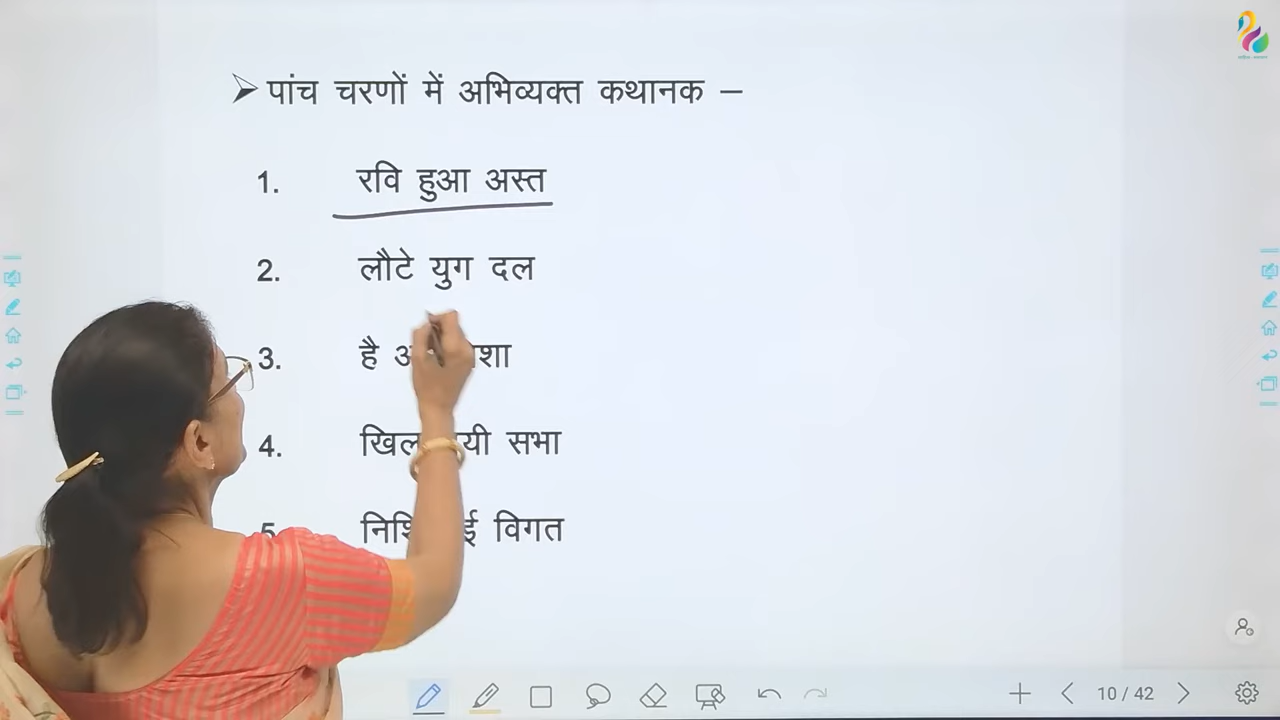 ➢ पांच चरणों में अभिव्यक्त कथानक –
1. रवि हुआ अस्त
2. लौटे युग दल
3. है
4. सभा
विगत
10 / 42